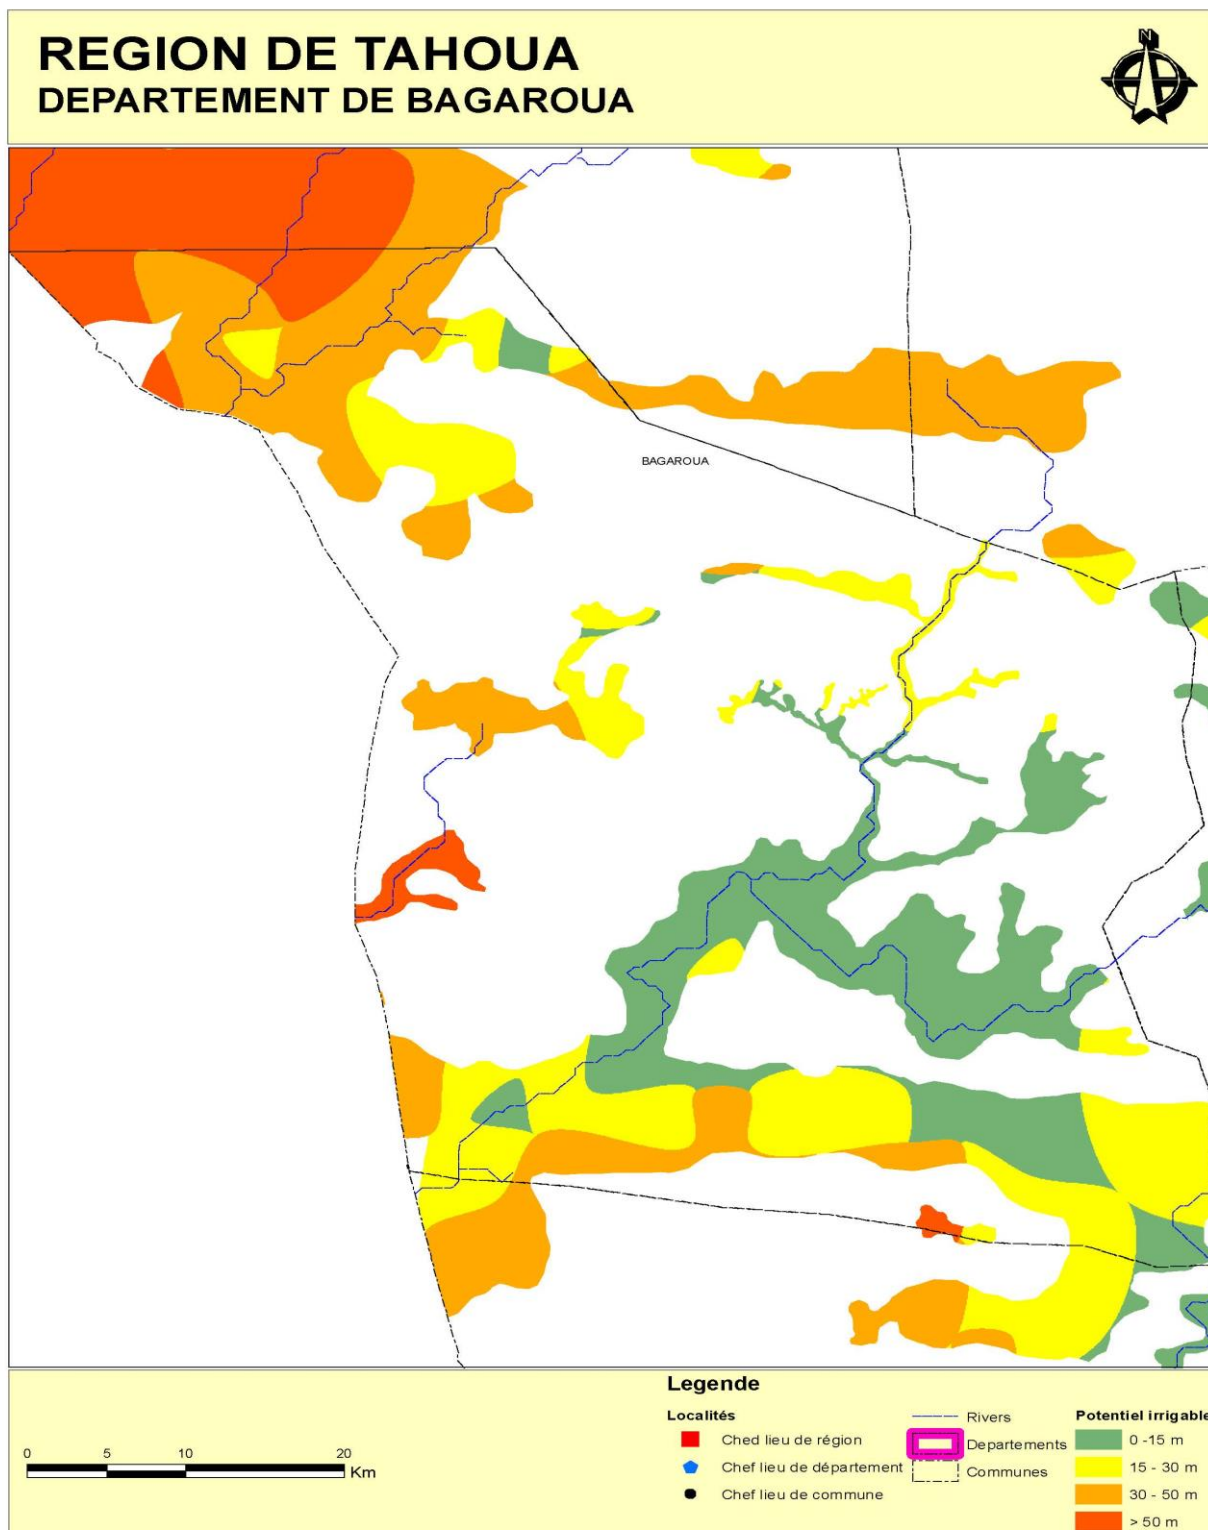 REGION DE TAHOUA
DEPARTEMENT DE BAGAROUA
N
BAGAROUA
0 5 10 20
Km
Legende
Localités
Ched lieu de région
Chef lieu de département
Chef lieu de commune
Rivers
Departements
Communes
Potentiel irrigable
0 -15 m
15 - 30 m
30 - 50 m
> 50 m